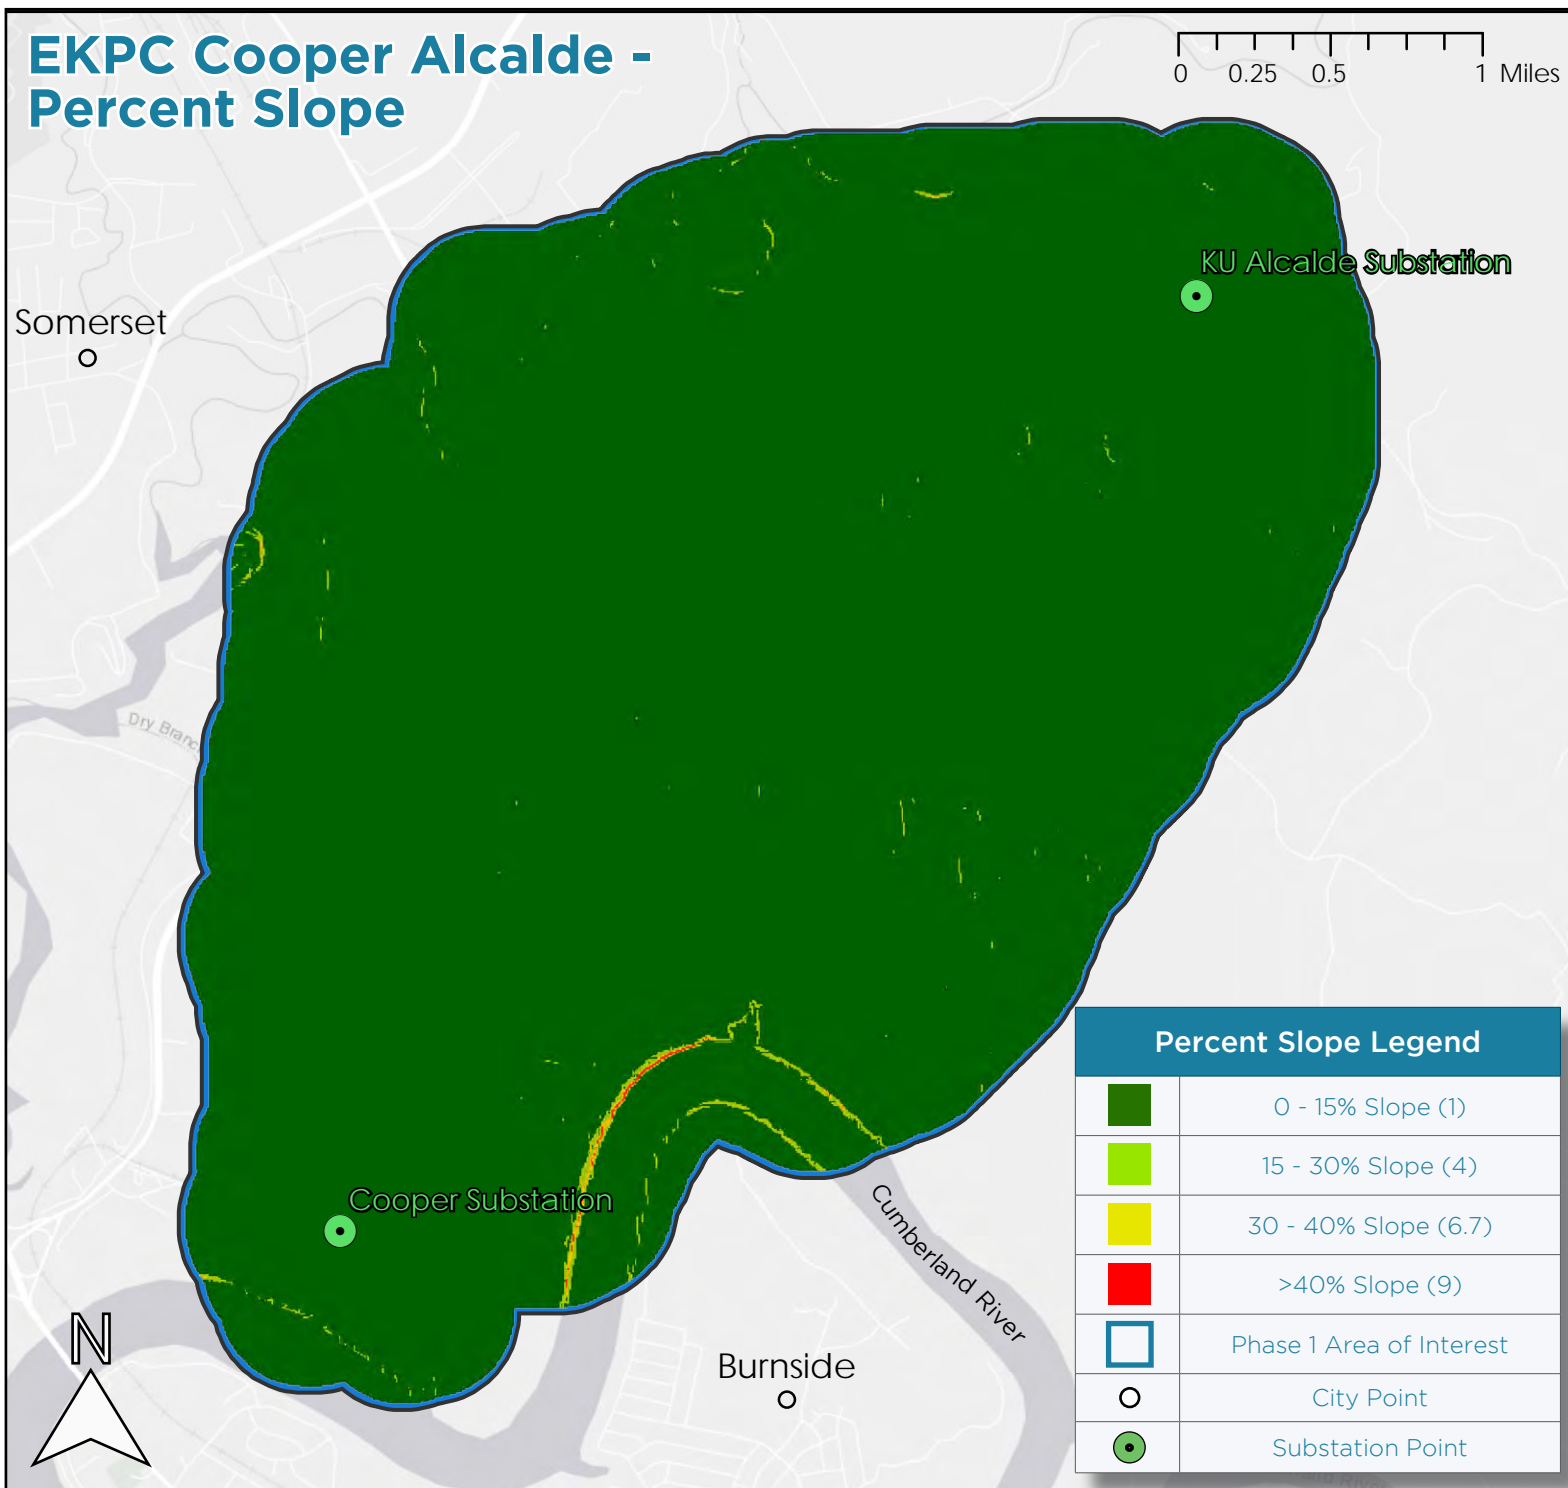 EKPC Cooper Alcalde -
Percent Slope
0 0.25 0.5 1 Miles
KU Alcalde Substation
Somerset
Dry Branch
Cooper Substation
Cumberland River
Burnside
N
Percent Slope Legend
0 - 15% Slope (1)
15 - 30% Slope (4)
30 - 40% Slope (6.7)
>40% Slope (9)
Phase 1 Area of Interest
City Point
Substation Point